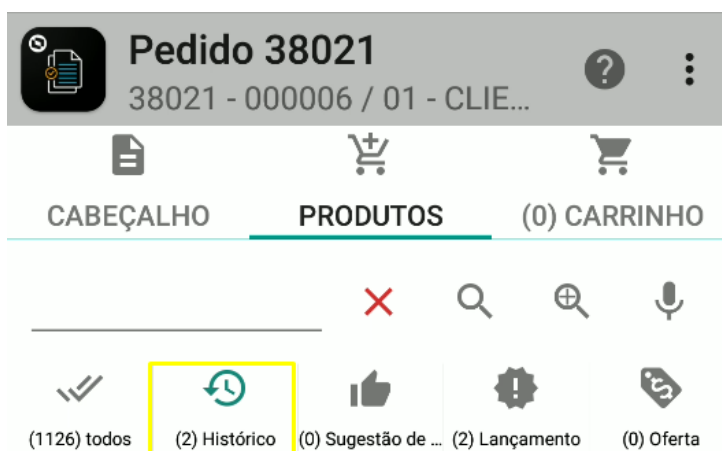 Pedido 38021
38021 - 000006 / 01 - CLIE...
CABEÇALHO PRODUTOS (0) CARRINHO
(1126) todos (2) Histórico (0) Sugestão de ... (2) Lançamento (0) Oferta